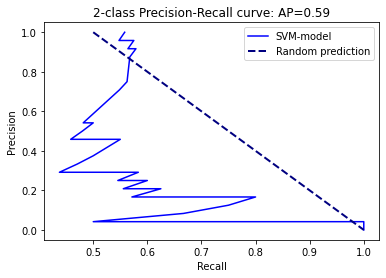 2-class Precision-Recall curve: AP=0.59
SVM-model
Random prediction
Precision
1.0
0.8
0.6
0.4
0.2
0.0
0.5 0.6 0.7 0.8 0.9 1.0
Recall